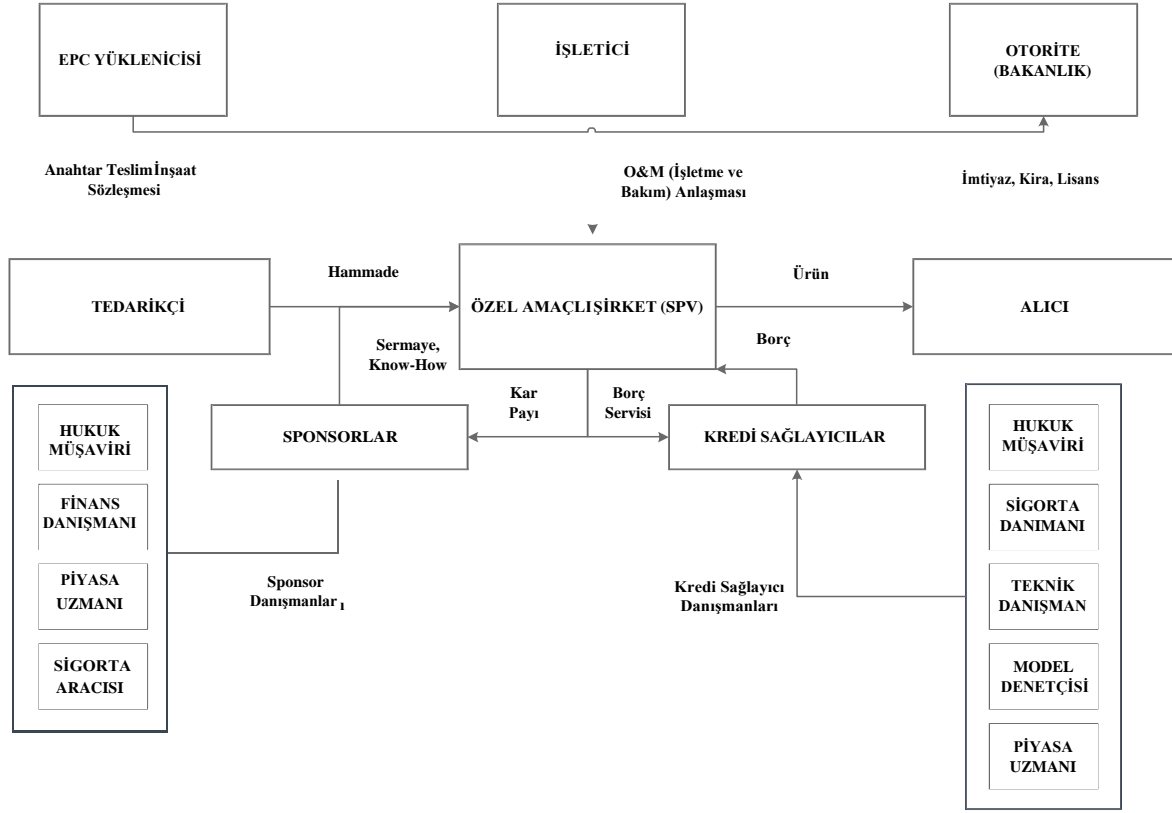 EPC YÜKLENİCİSİ
İŞLETİCİ
OTORİTE
(BAKANLIK)
Anahtar Teslimİnşaat
Sözleşmesi
O&M (İşletme ve
Bakım) Anlaşması
İmtiyaz, Kira, Lisans
TEDARİKÇİ
Hammade
ÖZEL AMAÇLIŞİRKET (SPV)
Ürün
ALICI
Sermaye,
Know-How
Borç
Kar
Payı
Borç
Servisi
SPONSORLAR
KREDİ SAĞLAYICILAR
HUKUK
MÜŞAVİRİ
FİNANS
DANIŞMANI
PİYASA
UZMANI
SİGORTA
ARACISI
Sponsor
Danışmanlar ı
Kredi Sağlayıcı
Danışmanları
HUKUK
MÜŞAVİRİ
SİGORTA
DANIMANI
TEKNİK
DANIŞMAN
MODEL
DENETÇİSİ
PİYASA
UZMANI